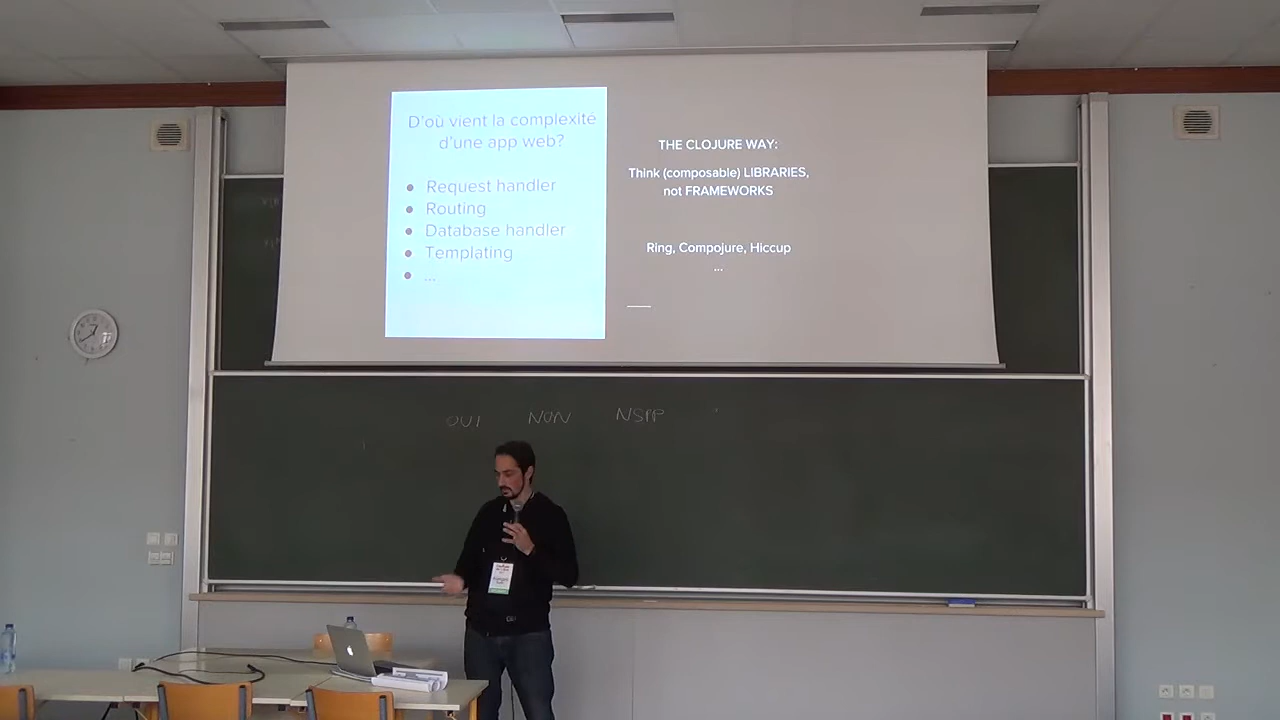 D'où vient la complexité
d'une app web?
● Request handler
● Routing
● Database handler
● Templating
● ...
THE CLOJURE WAY:
Think (composable) LIBRARIES,
not FRAMEWORKS
Ring, Compojure, Hiccup
...
OUI NON NSPP